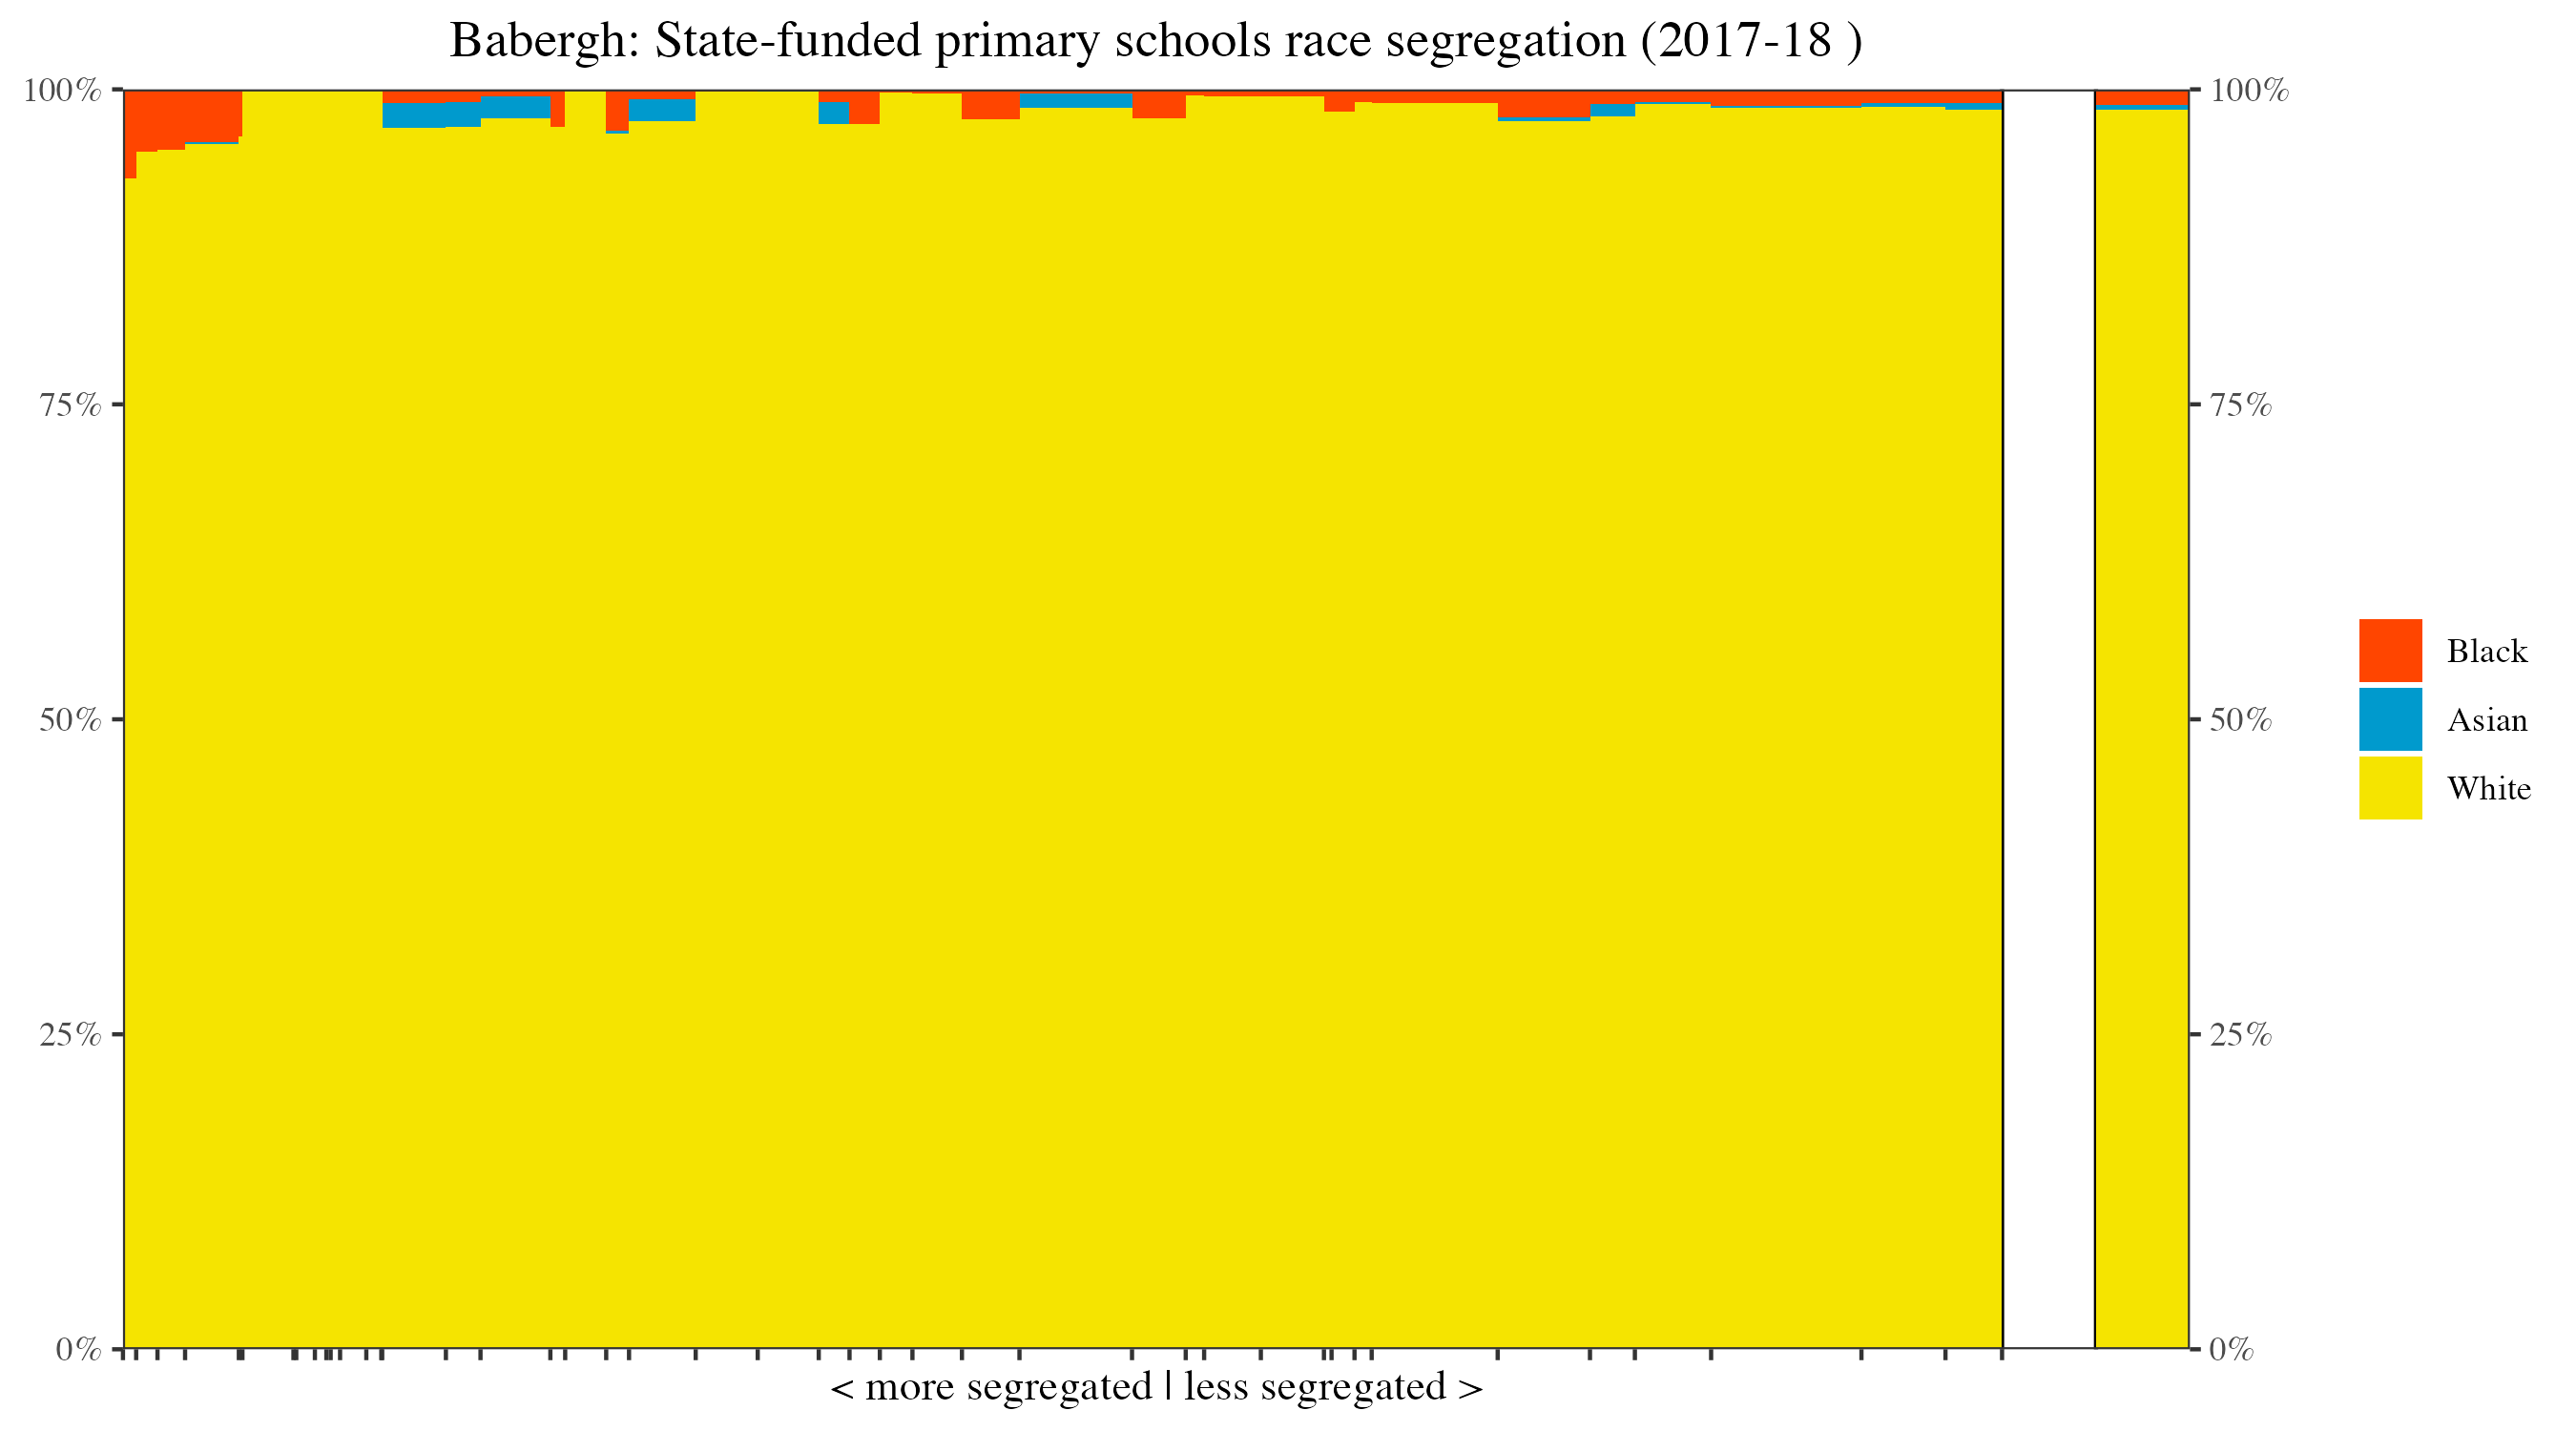 Babergh: State-funded primary schools race segregation (2017-18 )
100%
75%
50%
25%
0%
100%
75%
50%
25%
0%
Black
Asian
White
< more segregated | less segregated >